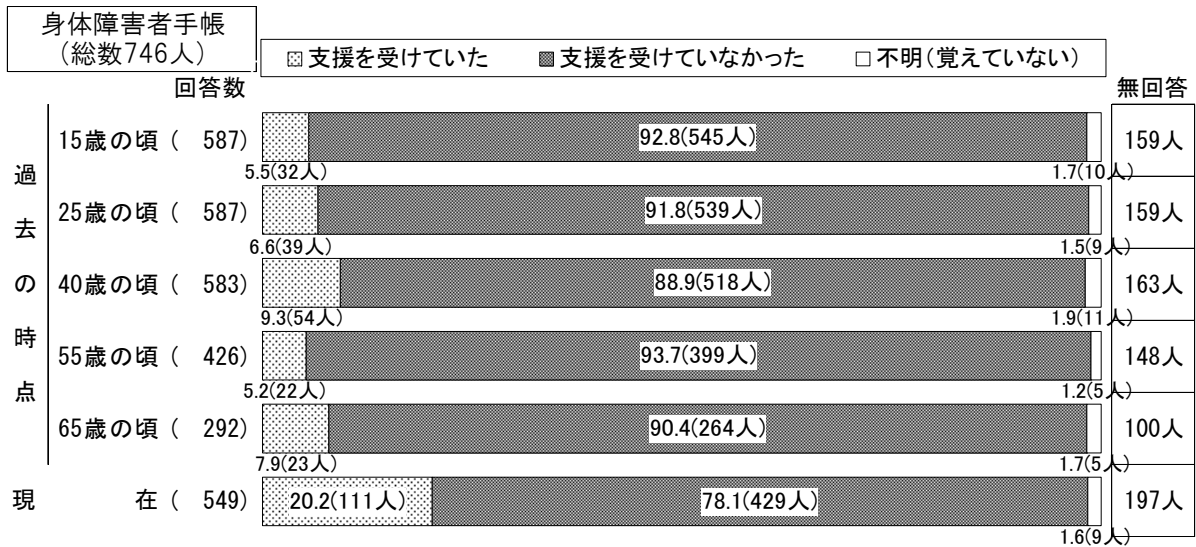 身体障害者手帳
(総数746人)
支援を受けていた 支援を受けていなかった 不明(覚えていない)
回答数 無回答
過去の時点
15歳の頃 ( 587) 92.8(545人) 159人
5.5(32人) 1.7(10人)
25歳の頃 ( 587) 91.8(539人) 159人
6.6(39人) 1.5(9人)
40歳の頃 ( 583) 88.9(518人) 163人
9.3(54人) 1.9(11人)
55歳の頃 ( 426) 93.7(399人) 148人
5.2(22人) 1.2(5人)
65歳の頃 ( 292) 90.4(264人) 100人
7.9(23人) 1.7(5人)
現 在 ( 549) 20.2(111人) 78.1(429人) 197人
1.6(9人)